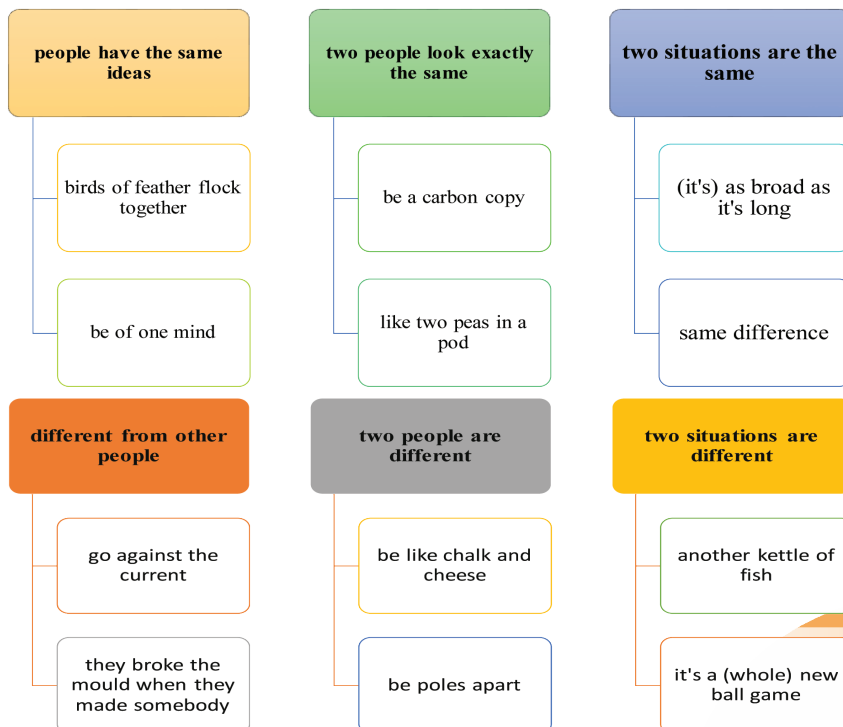 people have the same
ideas
birds of feather flock
together
be of one mind
two people look exactly
the same
be a carbon copy
like two peas in a
pod
two situations are the
same
(it's) as broad as
it's long
same difference
different from other
people
go against the
current
they broke the
mould when they
made somebody
two people are
different
be like chalk and
cheese
be poles apart
two situations are
different
another kettle of
fish
it's a (whole) new
ball game